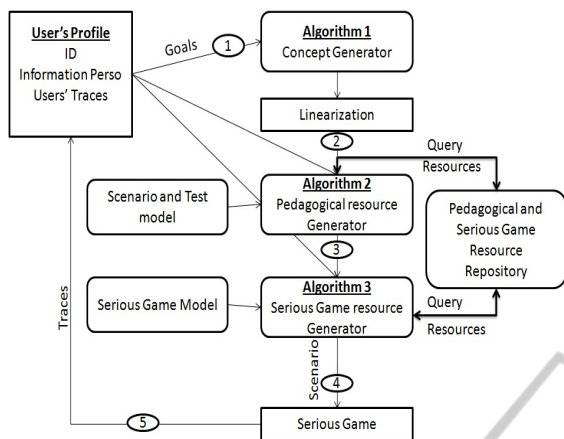 User's Profile
ID
Information Perso
Users' Traces
Goals
1
Algorithm 1
Concept Generator
Linearization
2
Query
Resources
Scenario and Test
model
Algorithm 2
Pedagogical resource
Generator
3
Pedagogical and
Serious Game
Resource
Repository
Serious Game Model
Algorithm 3
Serious Game resource
Generator
Query
Resources
Traces
Scenario
4
5
Serious Game